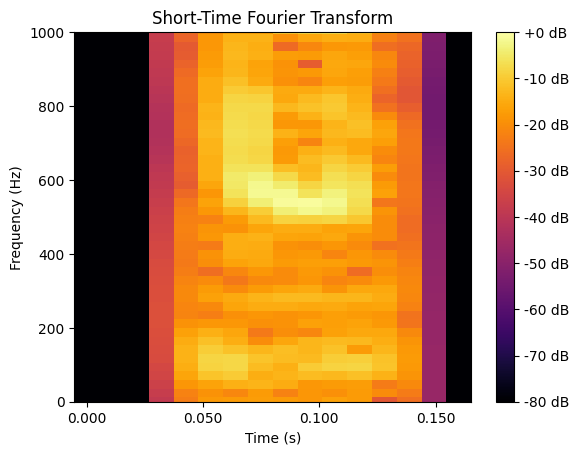 Short-Time Fourier Transform
1000
800
600
400
200
0
Frequency (Hz)
0.000
0.050
0.100
0.150
Time (s)
+0 dB
-10 dB
-20 dB
-30 dB
-40 dB
-50 dB
-60 dB
-70 dB
-80 dB